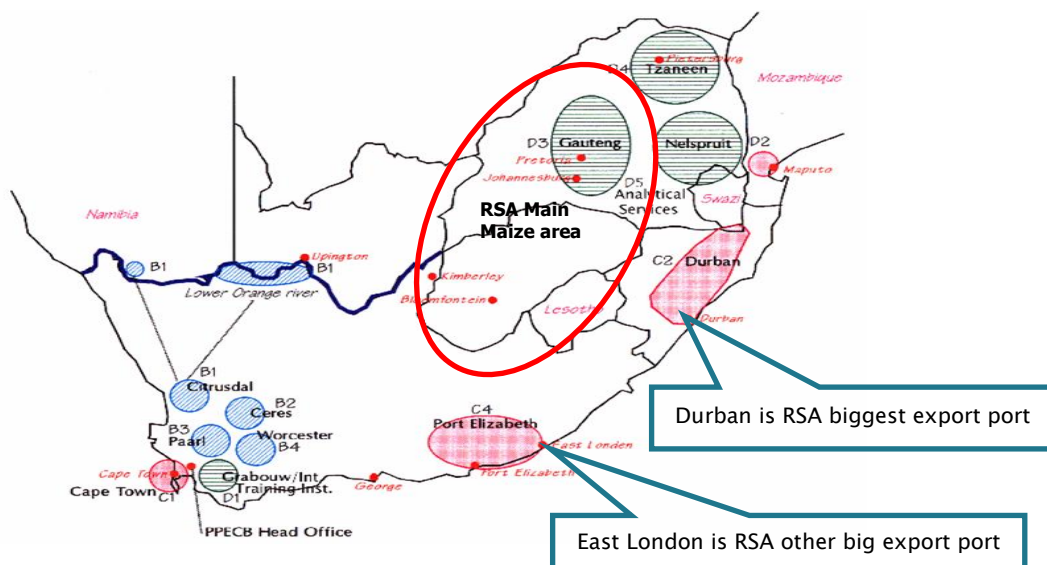 Pietersburg
D4
Tzaneen
Mozambique
D3
Gauteng
Nelspruit
D2
Pretoria
Maputo
Johannesburg
D5
Analytical
Services
Swazi
RSA Main
Maize area
Namibia
C2
Durban
B1
Upington
B1
Lower Orange river
Kimberley
Bloemfontein
Lesotho
Durban
B1
Citrusdal
B2
Ceres
B3
Paarl
Worcester
B4
C4
Port Elizabeth
East London
Port Elizabeth
George
Cape Town
Cape Town
C1
Grabouw/Int.
Training Inst.
D1
PPECB Head Office
Durban is RSA biggest export port
East London is RSA other big export port